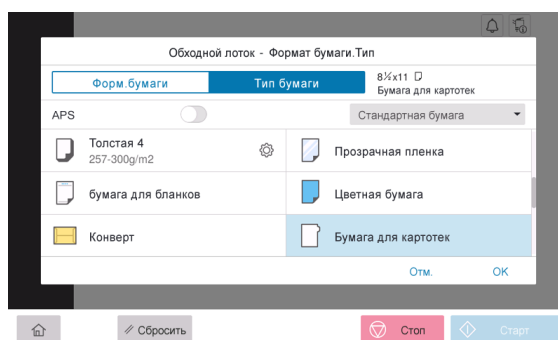 Обходной лоток - Формат бумаги.Тип
Форм.бумаги
Тип бумаги
8½x11
Бумага для картотек
APS
Стандартная бумага
Толстая 4
257-300g/m2
Прозрачная пленка
бумага для бланков
Цветная бумага
Конверт
Бумага для картотек
Отм.
OK
Сбросить
Стоп
Старт